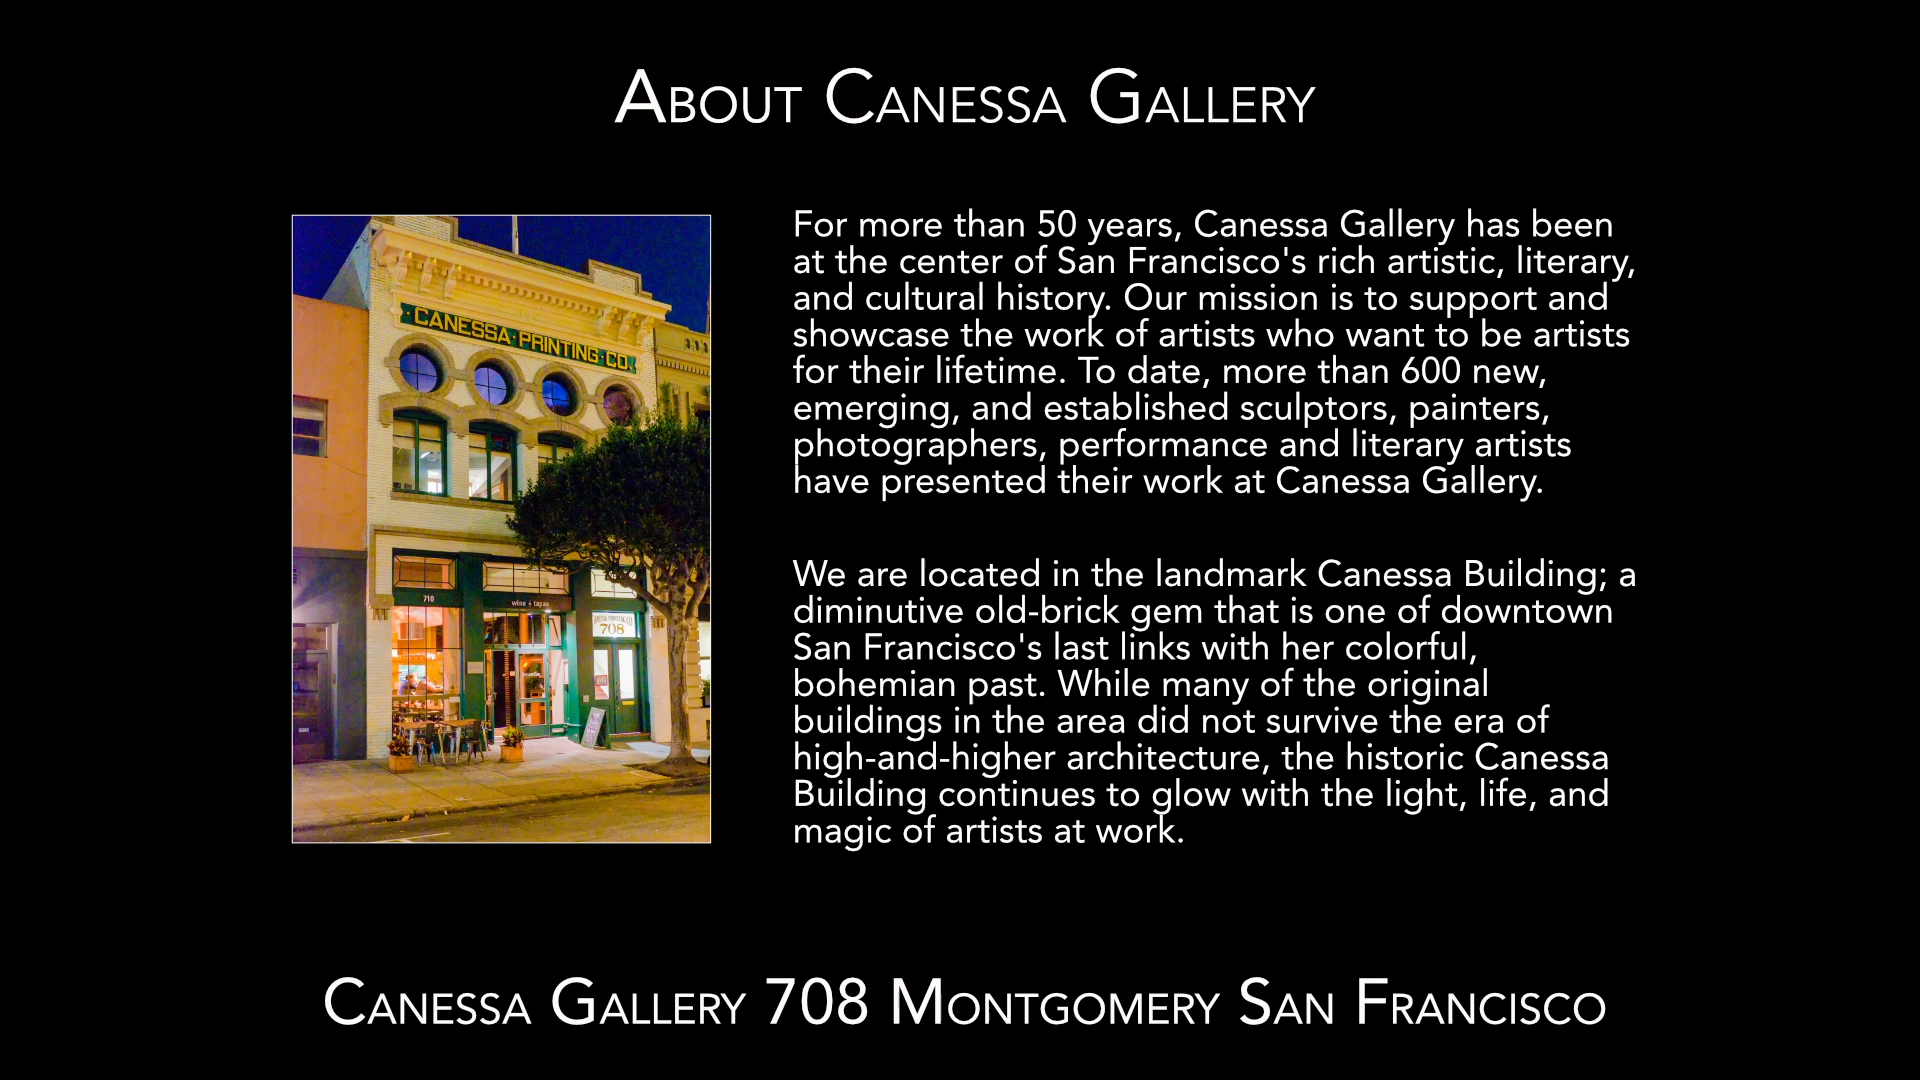 About Canessa Gallery
CANESSA·PRINTING·CO.
710
wine + tapas
708
For more than 50 years, Canessa Gallery has been
at the center of San Francisco's rich artistic, literary,
and cultural history. Our mission is to support and
showcase the work of artists who want to be artists
for their lifetime. To date, more than 600 new,
emerging, and established sculptors, painters,
photographers, performance and literary artists
have presented their work at Canessa Gallery.
We are located in the landmark Canessa Building; a
diminutive old-brick gem that is one of downtown
San Francisco's last links with her colorful,
bohemian past. While many of the original
buildings in the area did not survive the era of
high-and-higher architecture, the historic Canessa
Building continues to glow with the light, life, and
magic of artists at work.
Canessa Gallery 708 Montgomery San Francisco